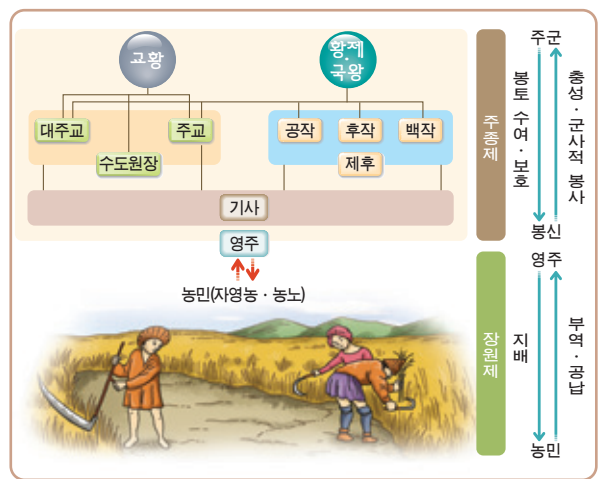 교황
황제·국왕
대주교
주교
수도원장
공작
후작
백작
제후
기사
영주
농민(자영농·농노)
주종제
주군
봉토 수여·보호
충성·군사적 봉사
봉신
장원제
영주
지배
부역·공납
농민